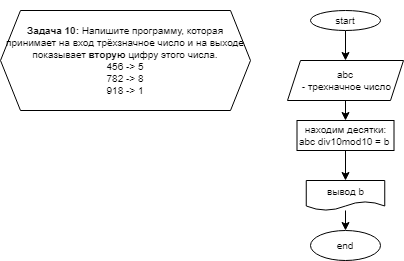 Задача 10: Напишите программу, которая
принимает на вход трёхзначное число и на выходе
показывает вторую цифру этого числа.
456 -> 5
782 -> 8
918 -> 1
start
abc
- трехначное число
находим десятки:
abc div10mod10 = b
вывод b
end